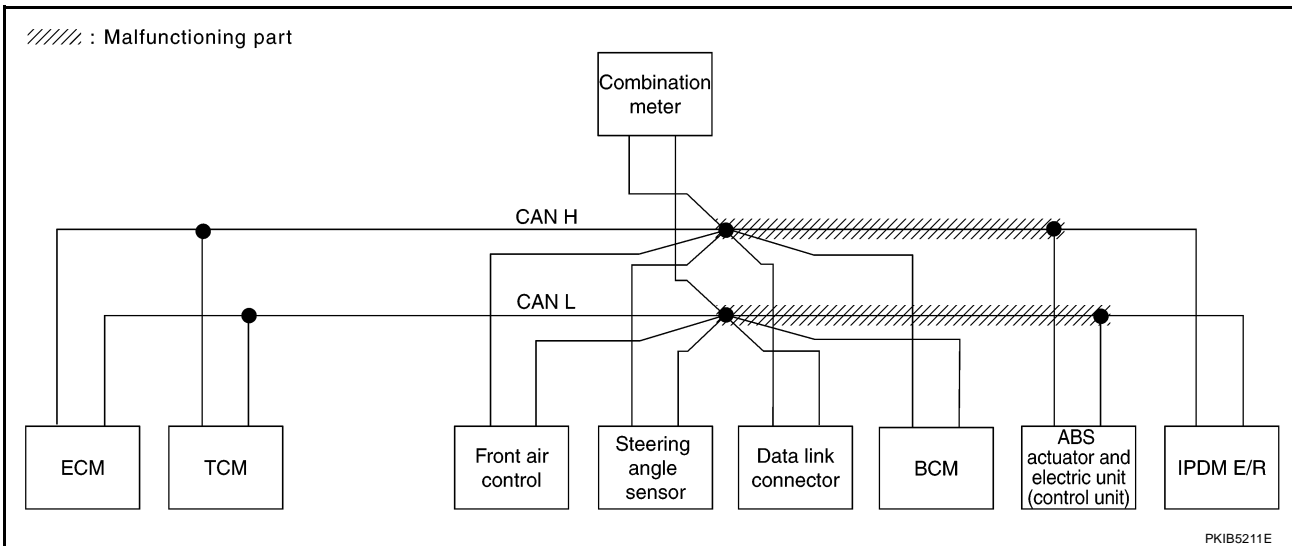 : Malfunctioning part
Combination
meter
CAN H
CAN L
ECM
TCM
Front air
control
Steering
angle
sensor
Data link
connector
BCM
ABS
actuator and
electric unit
(control unit)
IPDM E/R
PKIB5211E